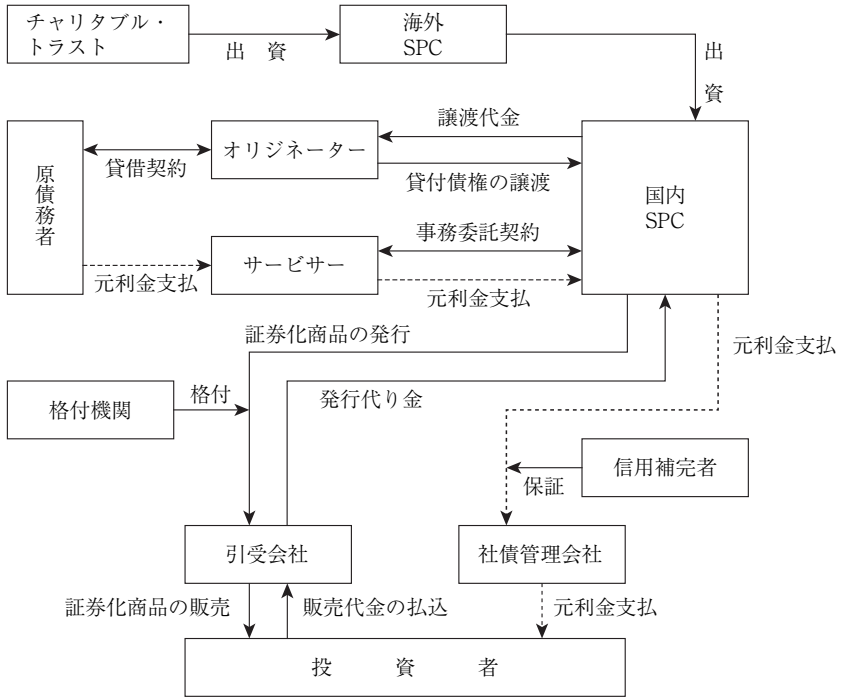 チャリタブル・
トラスト
出　資
海外
SPC
出
資
原債務者
貸借契約
オリジネーター
譲渡代金
貸付債権の譲渡
国内
SPC
サービサー
事務委託契約
元利金支払
元利金支払
証券化商品の発行
元利金支払
格付機関
格付
発行代り金
信用補完者
保証
引受会社
社債管理会社
証券化商品の販売
販売代金の払込
元利金支払
投　資　者